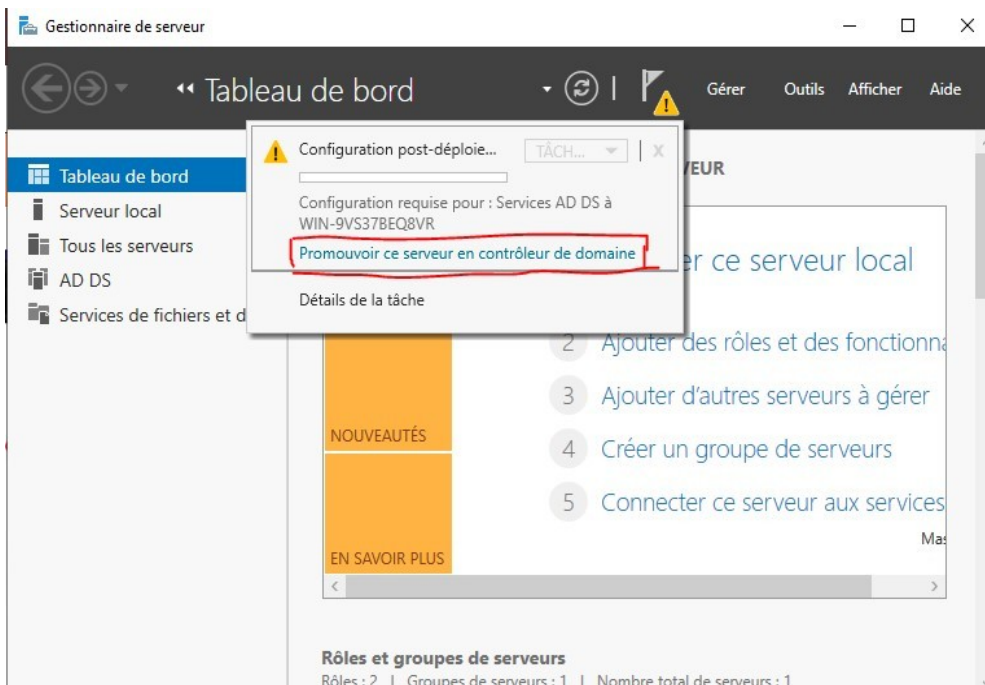 Gestionnaire de serveur
Tableau de bord
Gérer Outils Afficher Aide
Tableau de bord
Serveur local
Tous les serveurs
AD DS
Services de fichiers et d
Configuration post-déploie... TÂCH... X
Configuration requise pour : Services AD DS à
WIN-9VS37BEQ8VR
Promouvoir ce serveur en contrôleur de domaine
Détails de la tâche
er ce serveur local
2 Ajouter des rôles et des fonctionna
3 Ajouter d'autres serveurs à gérer
4 Créer un groupe de serveurs
5 Connecter ce serveur aux services
NOUVEAUTÉS
EN SAVOIR PLUS
Rôles et groupes de serveurs
Rôles : 2 | Groupes de serveurs : 1 | Nombre total de serveurs : 1